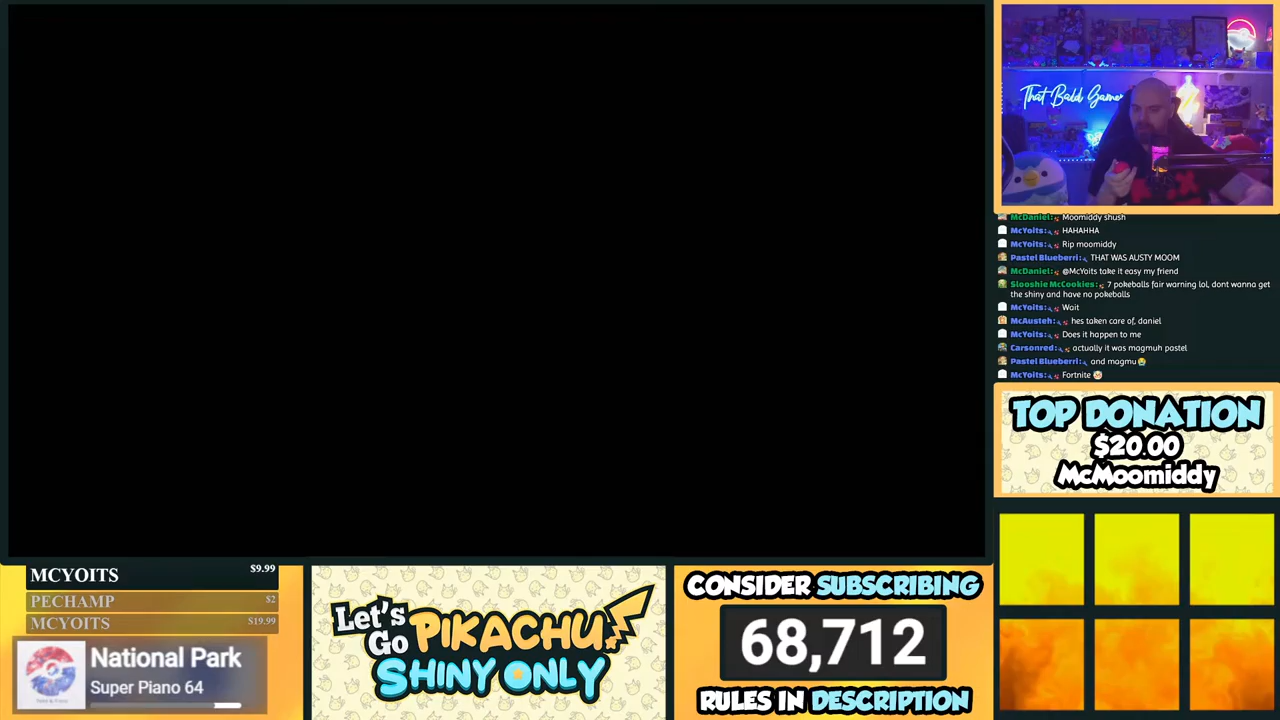 That Bald Gamer
McDaniel: Moomiddy shush
McYoits: HAHAHHA
McYoits: Rip moomiddy
Pastel Blueberri: THAT WAS AUSTY MOOM
McDaniel: @McYoits take it easy my friend
Slooshie McCookies: 7 pokeballs fair warning lol, dont wanna get
the shiny and have no pokeballs
McYoits: Wait
McAusteh: hes taken care of, daniel
McYoits: Does it happen to me
Carsonred: actually it was magmuh pastel
Pastel Blueberri: and magmu😭
McYoits: Fortnite 🤡
TOP DONATION
$20.00
McMoomiddy
MCYOITS $9.99
PECHAMP $2
MCYOITS $19.99
National Park
Super Piano 64
Let's
Go PIKACHU!
SHINY ONLY
CONSIDER SUBSCRIBING
68,712
RULES IN DESCRIPTION